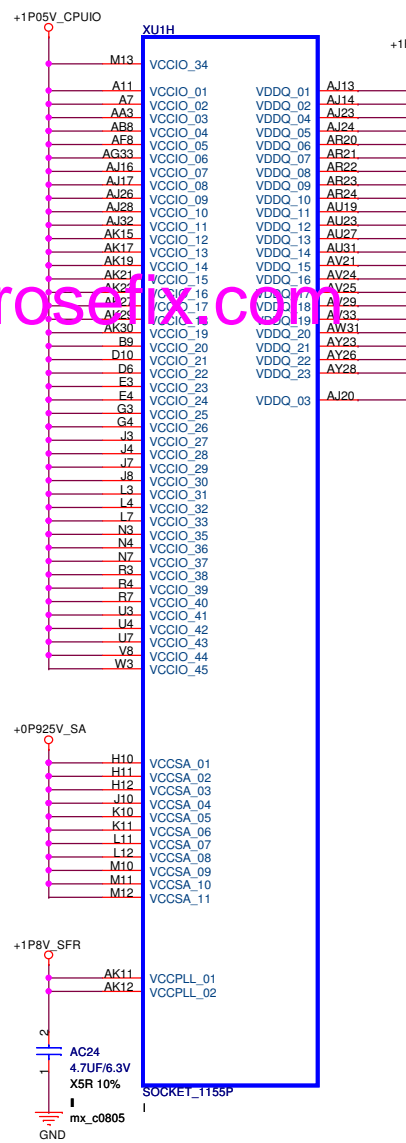 +1P05V_CPUIO
XU1H
M13 VCCIO_34
A11 VCCIO_01 VDDQ_01 AJ13
A7 VCCIO_02 VDDQ_02 AJ14
AA3 VCCIO_03 VDDQ_04 AJ23
AB8 VCCIO_04 VDDQ_05 AJ24
AF8 VCCIO_05 VDDQ_06 AR20
AG33 VCCIO_06 VDDQ_07 AR21
AJ16 VCCIO_07 VDDQ_08 AR22
AJ17 VCCIO_08 VDDQ_09 AR23
AJ26 VCCIO_09 VDDQ_10 AR24
AJ28 VCCIO_10 VDDQ_11 AU19
AJ32 VCCIO_11 VDDQ_12 AU23
AK15 VCCIO_12 VDDQ_13 AU27
AK17 VCCIO_13 VDDQ_14 AU31
AK19 VCCIO_14 VDDQ_15 AV21
AK21 VCCIO_15 VDDQ_16 AV24
VCCIO_16 VDDQ_17 AV25
VCCIO_17 VDDQ_18 AV29
rosefix.com
AK29 VDDQ_19 AV33
AK30 VCCIO_19 VDDQ_20 AW31
B9 VCCIO_20 VDDQ_21 AY23
D10 VCCIO_21 VDDQ_22 AY26
D6 VCCIO_22 VDDQ_23 AY28
E3 VCCIO_23
E4 VCCIO_24 VDDQ_03 AJ20
G3 VCCIO_25
G4 VCCIO_26
J3 VCCIO_27
J4 VCCIO_28
J7 VCCIO_29
J8 VCCIO_30
L3 VCCIO_31
L4 VCCIO_32
L7 VCCIO_33
N3 VCCIO_35
N4 VCCIO_36
N7 VCCIO_37
R3 VCCIO_38
R4 VCCIO_39
R7 VCCIO_40
U3 VCCIO_41
U4 VCCIO_42
U7 VCCIO_43
V8 VCCIO_44
W3 VCCIO_45
+0P925V_SA
H10 VCCSA_01
H11 VCCSA_02
H12 VCCSA_03
J10 VCCSA_04
K10 VCCSA_05
K11 VCCSA_06
L11 VCCSA_07
L12 VCCSA_08
M10 VCCSA_09
M11 VCCSA_10
M12 VCCSA_11
+1P8V_SFR
AK11 VCCPLL_01
AK12 VCCPLL_02
2
AC24
4.7UF/6.3V
1
X5R 10%
I
mx_c0805
GND
SOCKET_1155P
I